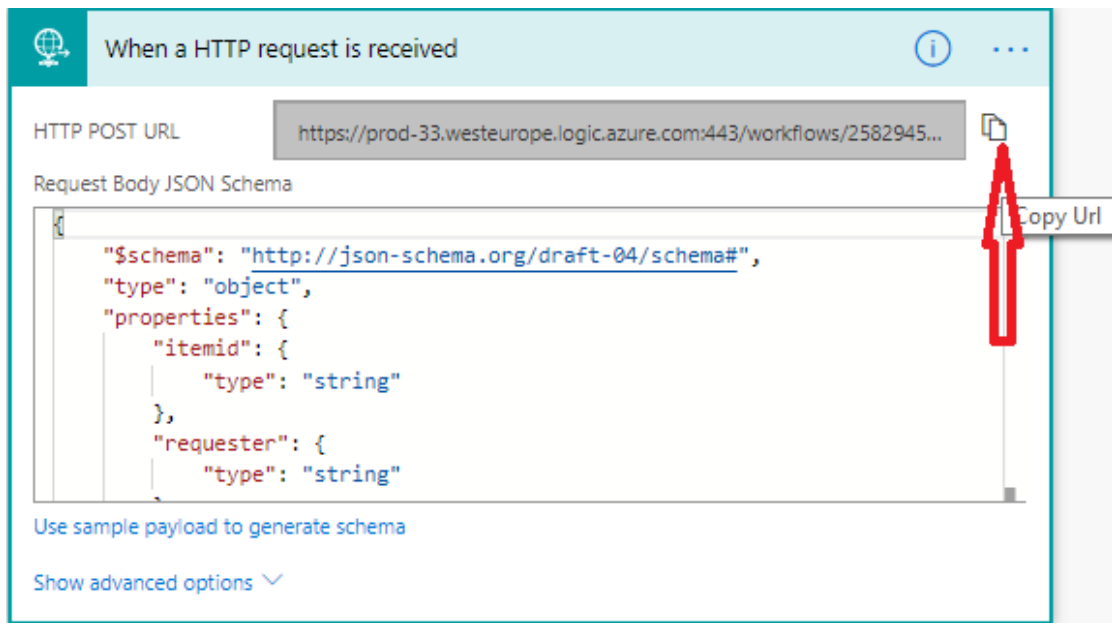 When a HTTP request is received
HTTP POST URL
https://prod-33.westeurope.logic.azure.com:443/workflows/2582945...
Request Body JSON Schema
Copy Url
{
"$schema": "http://json-schema.org/draft-04/schema#",
"type": "object",
"properties": {
"itemid": {
"type": "string"
},
"requester": {
"type": "string"
Use sample payload to generate schema
Show advanced options